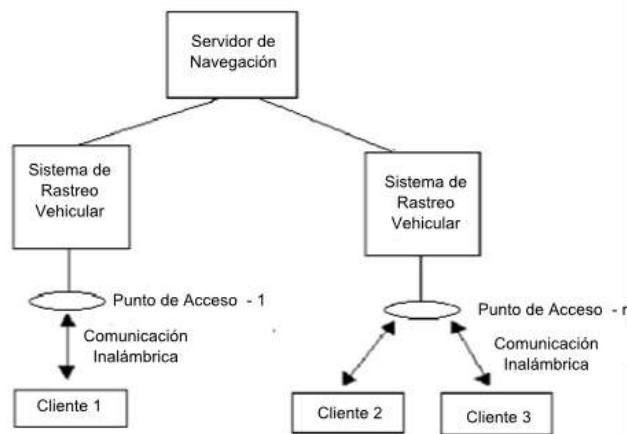 Servidor de
Navegación
Sistema de
Rastreo
Vehicular
Sistema de
Rastreo
Vehicular
Punto de Acceso - 1
Punto de Acceso - r
Comunicación
Inalámbrica
Comunicación
Inalámbrica
Cliente 1
Cliente 2
Cliente 3